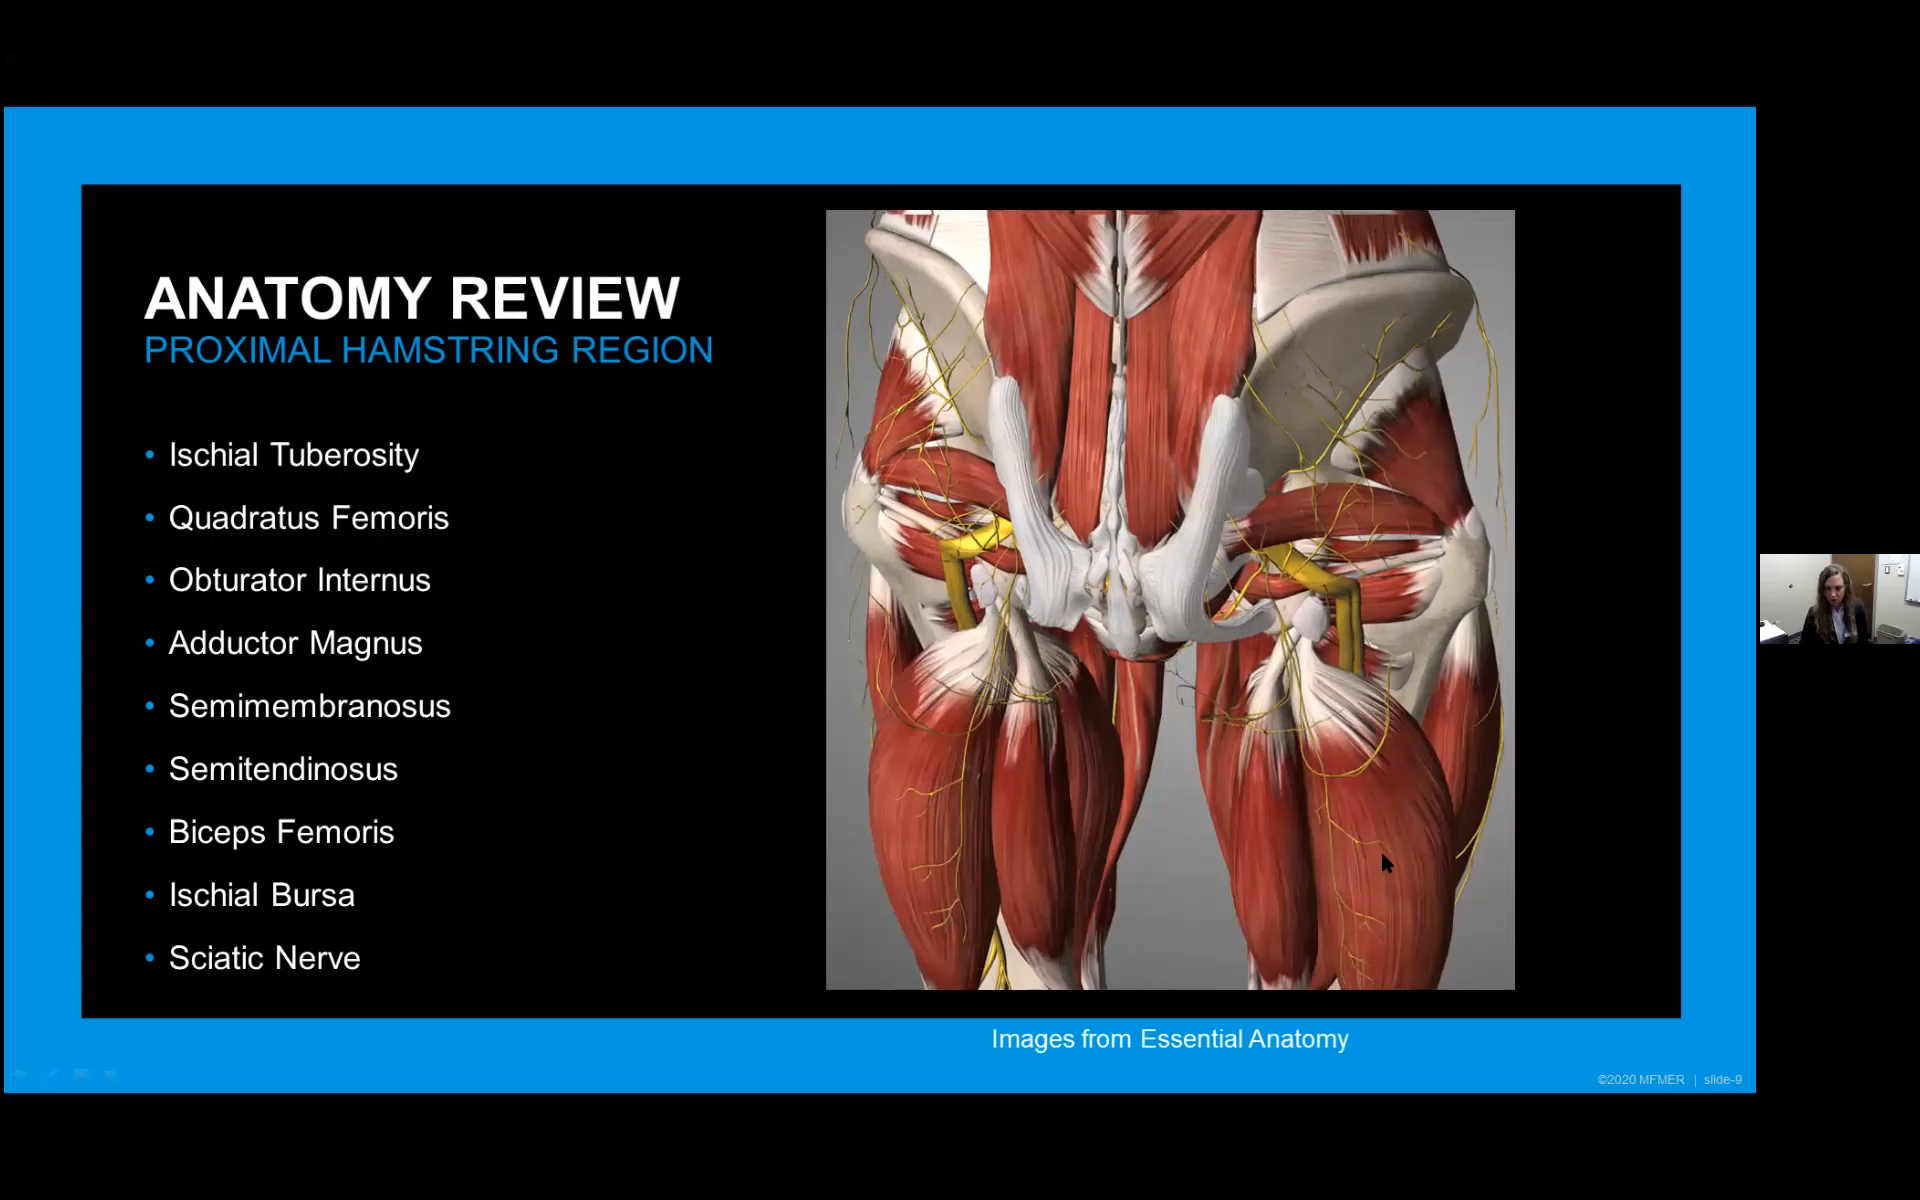 ANATOMY REVIEW
PROXIMAL HAMSTRING REGION
• Ischial Tuberosity
• Quadratus Femoris
• Obturator Internus
• Adductor Magnus
• Semimembranosus
• Semitendinosus
• Biceps Femoris
• Ischial Bursa
• Sciatic Nerve
Images from Essential Anatomy
©2020 MFMER | slide-9